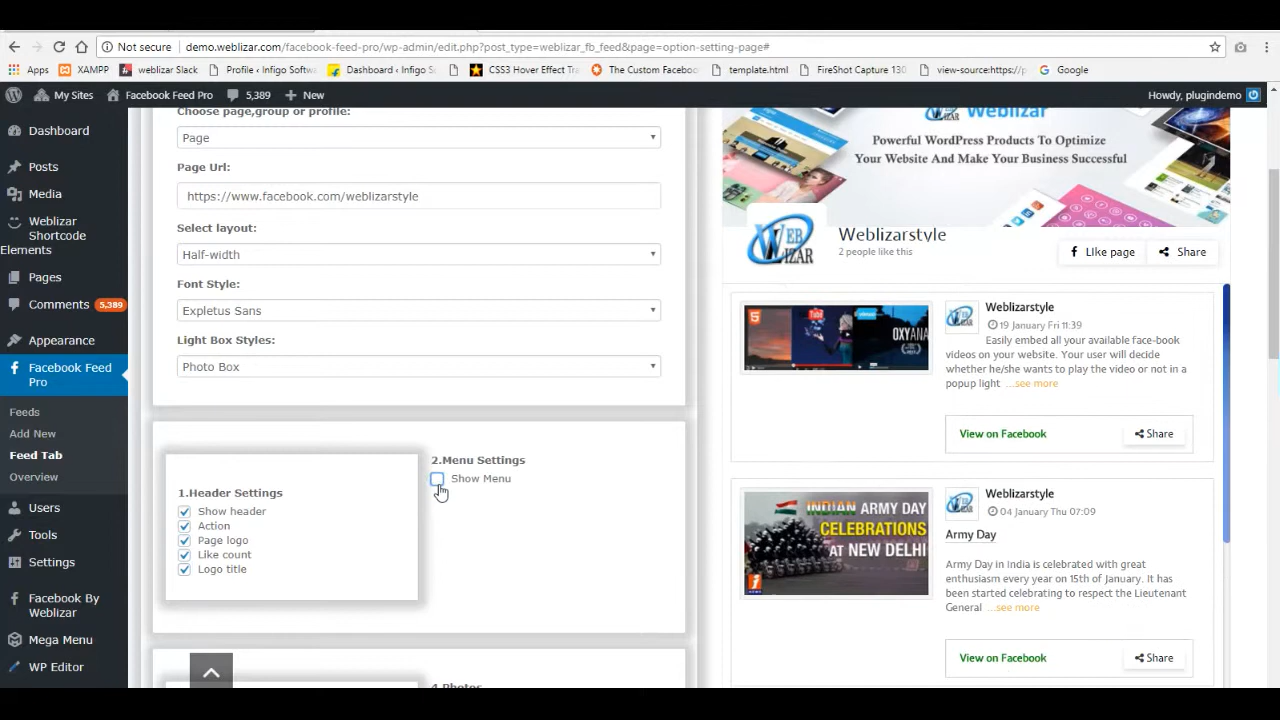 Not secure
demo.weblizar.com/facebook-feed-pro/wp-admin/edit.php?post_type=weblizar_fb_feed&page=option-setting-page#
Apps
XAMPP
weblizar Slack
Profile ‹ Infigo Softw
Dashboard ‹ Infigo S
CSS3 Hover Effect Tra
The Custom Facebo
template.html
FireShot Capture 130
view-source:https://p
Google
My Sites
Facebook Feed Pro
5,389
New
Howdy, plugindemo
Dashboard
Posts
Media
Weblizar
Shortcode
Elements
Pages
Comments 5,389
Appearance
Facebook Feed
Pro
Feeds
Add New
Feed Tab
Overview
Users
Tools
Settings
Facebook By
Weblizar
Mega Menu
WP Editor
Choose page,group or profile:
Page
Page Url:
https://www.facebook.com/weblizarstyle
Select layout:
Half-width
Font Style:
Expletus Sans
Light Box Styles:
Photo Box
1.Header Settings
Show header
Action
Page logo
Like count
Logo title
2.Menu Settings
Show Menu
4.Photos
Weblizar
Powerful WordPress Products To Optimize
Your Website And Make Your Business Successful
WEB
WIZAR
Weblizarstyle
2 people like this
LIke page
Share
Weblizarstyle
19 January Fri 11:39
Easily embed all your available face-book
videos on your website. Your user will decide
whether he/she wants to play the video or not in a
popup light ...see more
View on Facebook
Share
OXYANA
Weblizarstyle
04 January Thu 07:09
Army Day
Army Day in India is celebrated with great
enthusiasm every year on 15th of January. It has
been started celebrating to respect the Lieutenant
General ...see more
View on Facebook
Share
INDIAN ARMY DAY
CELEBRATIONS
AT NEW DELHI